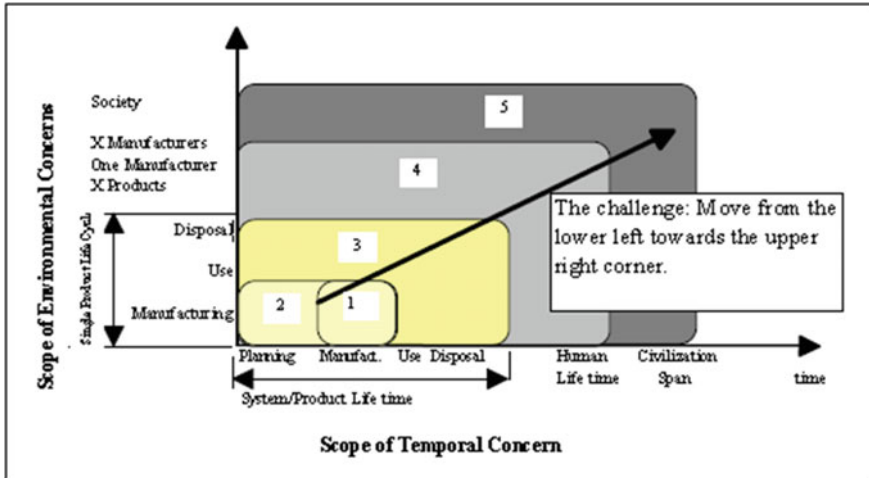 Scope of Environmental Concerns
Society
X Manufacturers
One Manufacturer
X Products
Single Product Life Cycle
Disposal
Use
Manufacturing
5
4
3
2
1
The challenge: Move from the
lower left towards the upper
right corner.
Planning
Manufact.
Use
Disposal
Human
Life time
Civilization
Span
time
System/Product Life time
Scope of Temporal Concern